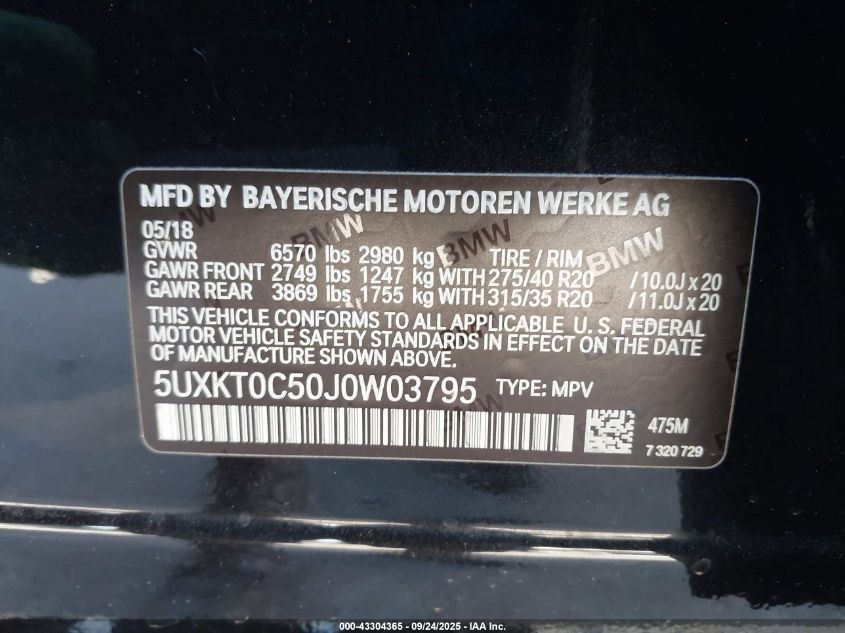 MFD BY BAYERISCHE MOTOREN WERKE AG
05/18
GVWR 6570 lbs 2980 kg TIRE / RIM
GAWR FRONT 2749 lbs 1247 kg WITH 275/40 R20 /10.0J x 20
GAWR REAR 3869 lbs 1755 kg WITH 315/35 R20 /11.0J x 20
THIS VEHICLE CONFORMS TO ALL APPLICABLE U. S. FEDERAL
MOTOR VEHICLE SAFETY STANDARDS IN EFFECT ON THE DATE
OF MANUFACTURE SHOWN ABOVE.
5UXKT0C50J0W03795 TYPE: MPV
475M
7 320 729
BMW BMW BMW
000-43304365 - 09/24/2025 - IAA Inc.